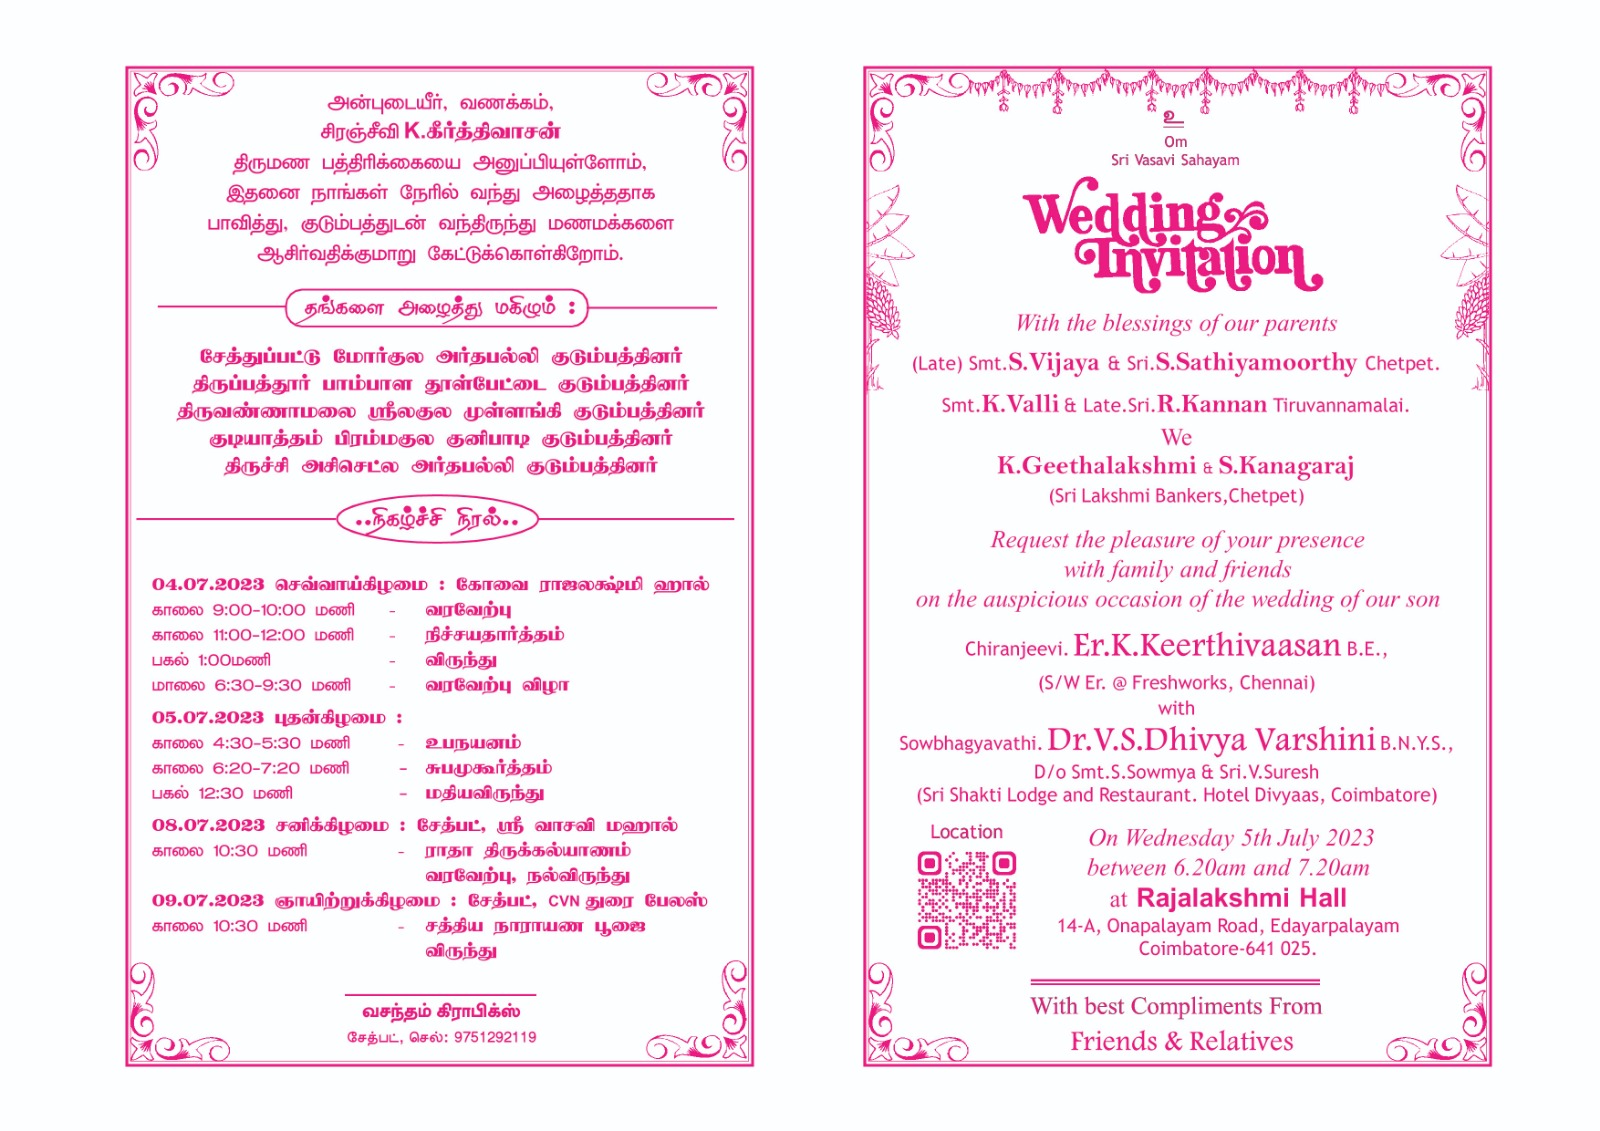 அன்புடையீர், வணக்கம்,
சிரஞ்சீவி K.கீர்த்திவாசன்
திருமண பத்திரிக்கையை அனுப்பியுள்ளோம்,
இதனை நாங்கள் நேரில் வந்து அழைத்ததாக
பாவித்து, குடும்பத்துடன் வந்திருந்து மணமக்களை
ஆசிர்வதிக்குமாறு கேட்டுக்கொள்கிறோம்.
தங்களை அழைத்து மகிழும் :
சேத்துப்பட்டு மோர்குல அர்தபல்லி குடும்பத்தினர்
திருப்பத்தூர் பாம்பாள தூள்பேட்டை குடும்பத்தினர்
திருவண்ணாமலை ஸ்ரீலகுல முள்ளங்கி குடும்பத்தினர்
குடியாத்தம் பிரம்மகுல குனிபாடி குடும்பத்தினர்
திருச்சி அசிசெட்ல அர்தபல்லி குடும்பத்தினர்
..நிகழ்ச்சி நிரல்..
04.07.2023 செவ்வாய்கிழமை : கோவை ராஜலக்ஷ்மி ஹால்
காலை 9:00-10:00 மணி - வரவேற்பு
காலை 11:00-12:00 மணி - நிச்சயதார்த்தம்
பகல் 1:00மணி - விருந்து
மாலை 6:30-9:30 மணி - வரவேற்பு விழா
05.07.2023 புதன்கிழமை :
காலை 4:30-5:30 மணி - உபநயனம்
காலை 6:20-7:20 மணி - சுபமுகூர்த்தம்
பகல் 12:30 மணி - மதியவிருந்து
08.07.2023 சனிக்கிழமை : சேத்பட், ஸ்ரீ வாசவி மஹால்
காலை 10:30 மணி - ராதா திருக்கல்யாணம்
வரவேற்பு, நல்விருந்து
09.07.2023 ஞாயிற்றுக்கிழமை : சேத்பட், CVN துரை பேலஸ்
காலை 10:30 மணி - சத்திய நாராயண பூஜை
விருந்து
வசந்தம் கிராபிக்ஸ்
சேத்பட், செல்: 9751292119
உ
Om
Sri Vasavi Sahayam
Wedding
Invitation
With the blessings of our parents
(Late) Smt.S.Vijaya & Sri.S.Sathiyamoorthy Chetpet.
Smt.K.Valli & Late.Sri.R.Kannan Tiruvannamalai.
We
K.Geethalakshmi & S.Kanagaraj
(Sri Lakshmi Bankers,Chetpet)
Request the pleasure of your presence
with family and friends
on the auspicious occasion of the wedding of our son
Chiranjeevi. Er.K.Keerthivaasan B.E.,
(S/W Er. @ Freshworks, Chennai)
with
Sowbhagyavathi. Dr.V.S.Dhivya Varshini B.N.Y.S.,
D/o Smt.S.Sowmya & Sri.V.Suresh
(Sri Shakti Lodge and Restaurant. Hotel Divyaas, Coimbatore)
Location
On Wednesday 5th July 2023
between 6.20am and 7.20am
at Rajalakshmi Hall
14-A, Onapalayam Road, Edayarpalayam
Coimbatore-641 025.
With best Compliments From
Friends & Relatives